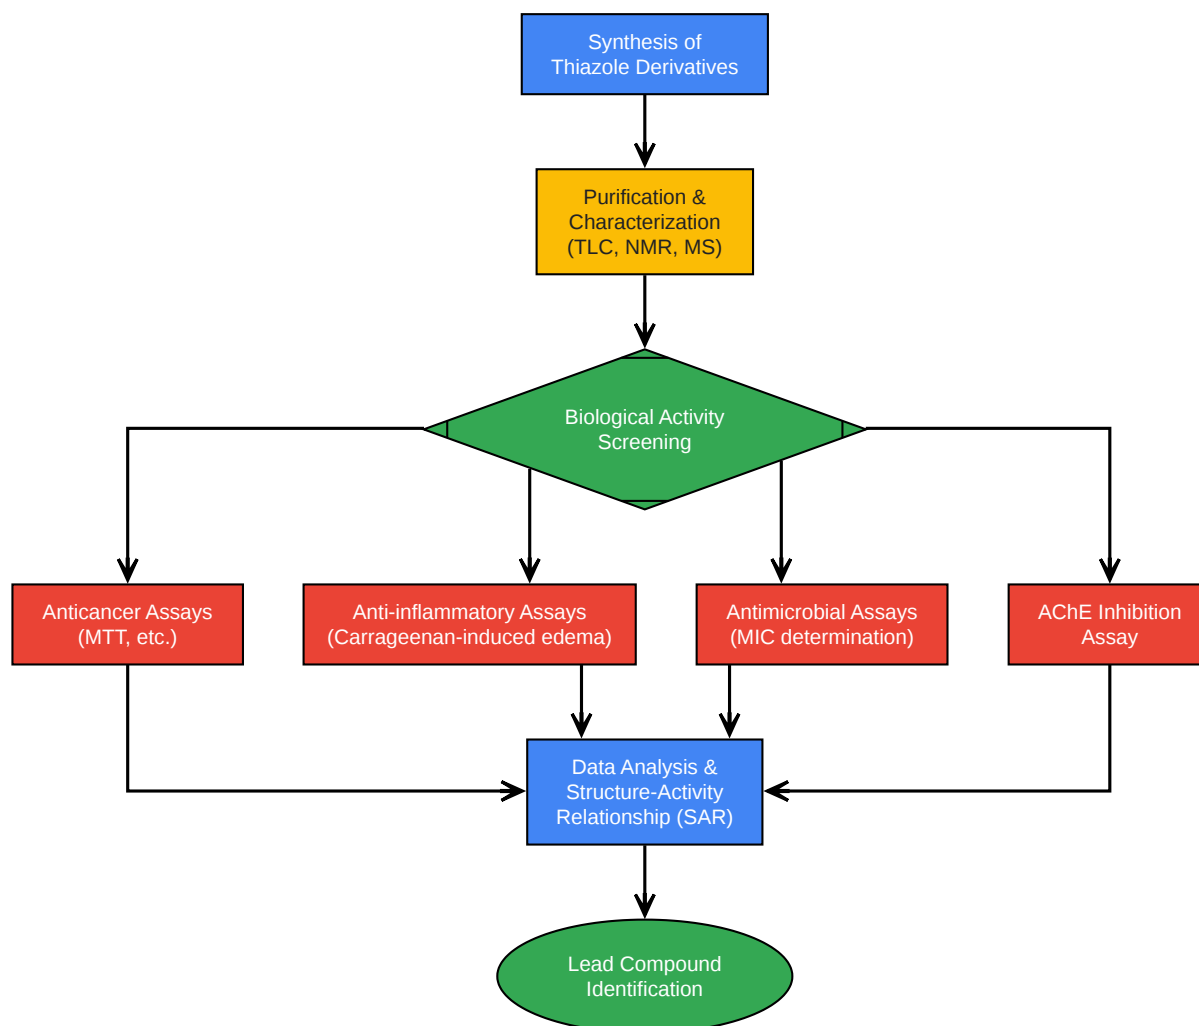 Synthesis of
Thiazole Derivatives
Purification &
Characterization
(TLC, NMR, MS)
Biological Activity
Screening
Anticancer Assays
(MTT, etc.)
Anti-inflammatory Assays
(Carrageenan-induced edema)
Antimicrobial Assays
(MIC determination)
AChE Inhibition
Assay
Data Analysis &
Structure-Activity
Relationship (SAR)
Lead Compound
Identification